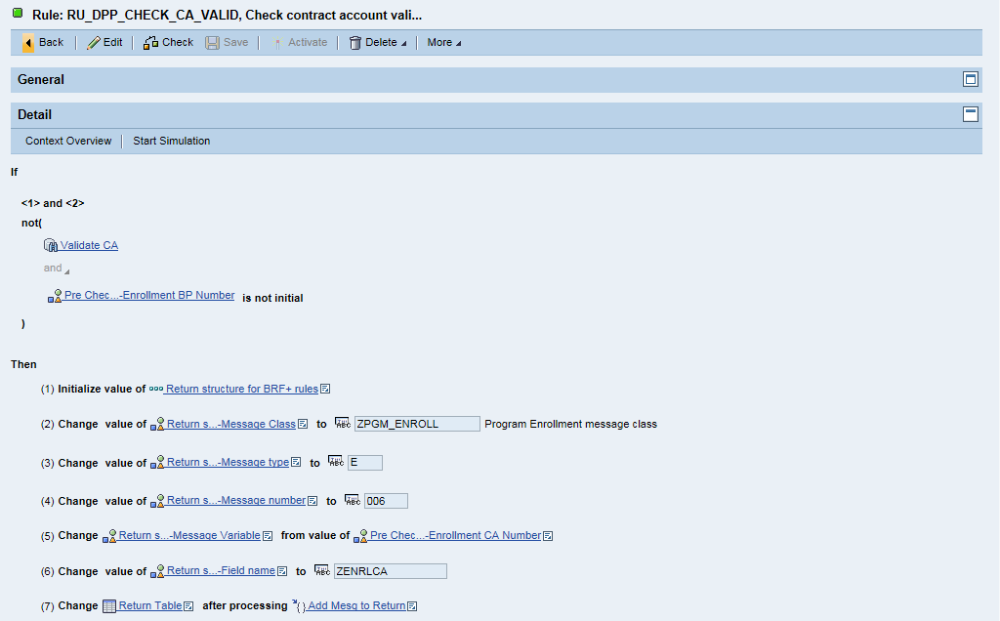 Rule: RU_DPP_CHECK_CA_VALID, Check contract account vali...
Back Edit Check Save Activate Delete More
General
Detail
Context Overview Start Simulation
If
<1> and <2>
not(
Validate CA
and
Pre Chec...-Enrollment BP Number is not initial
)
Then
(1) Initialize value of Return structure for BRF+ rules
(2) Change value of Return s...-Message Class to ABC ZPGM_ENROLL Program Enrollment message class
(3) Change value of Return s...-Message type to ABC E
(4) Change value of Return s...-Message number to ABC 006
(5) Change Return s...-Message Variable from value of Pre Chec...-Enrollment CA Number
(6) Change value of Return s...-Field name to ABC ZENRLCA
(7) Change Return Table after processing Add Mesg to Return